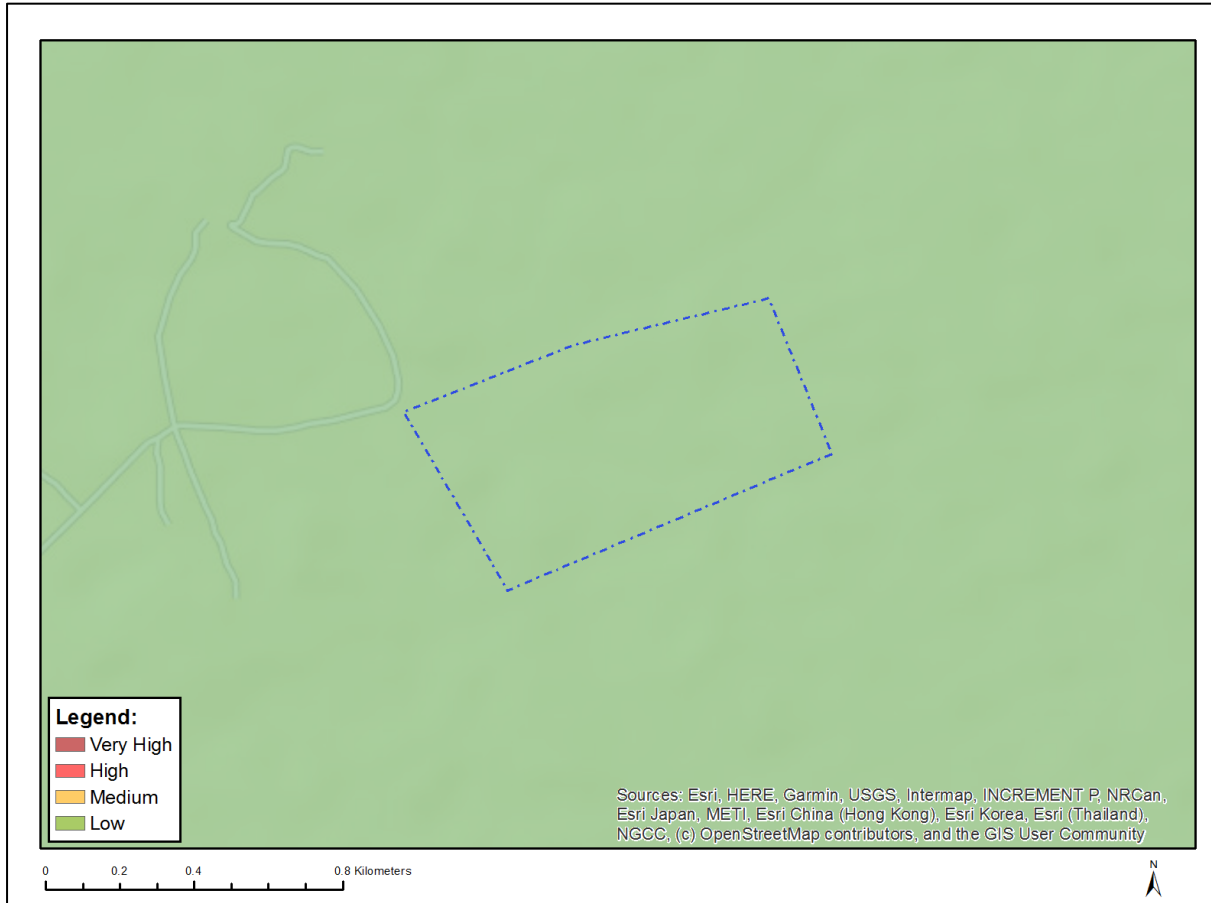 Legend:
Very High
High
Medium
Low
Sources: Esri, HERE, Garmin, USGS, Intermap, INCREMENT P, NRCan,
Esri Japan, METI, Esri China (Hong Kong), Esri Korea, Esri (Thailand),
NGCC, (c) OpenStreetMap contributors, and the GIS User Community
0 0.2 0.4 0.8 Kilometers
N